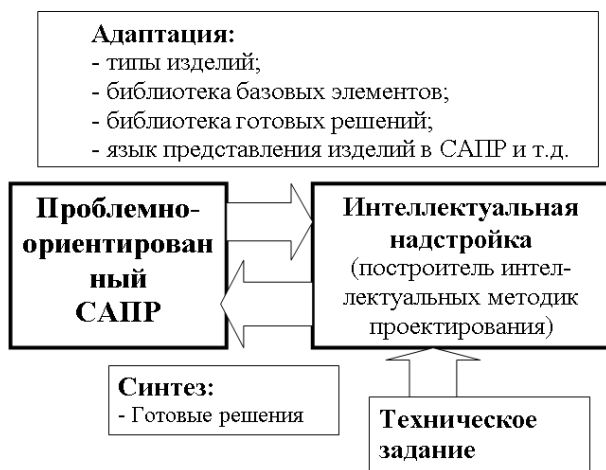 Адаптация:
- типы изделий;
- библиотека базовых элементов;
- библиотека готовых решений;
- язык представления изделий в САПР и т.д.
Проблемно-
ориентирован
ный
САПР
Интеллектуальная
надстройка
(построитель интел-
лектуальных методик
проектирования)
Синтез:
- Готовые решения
Техническое
задание